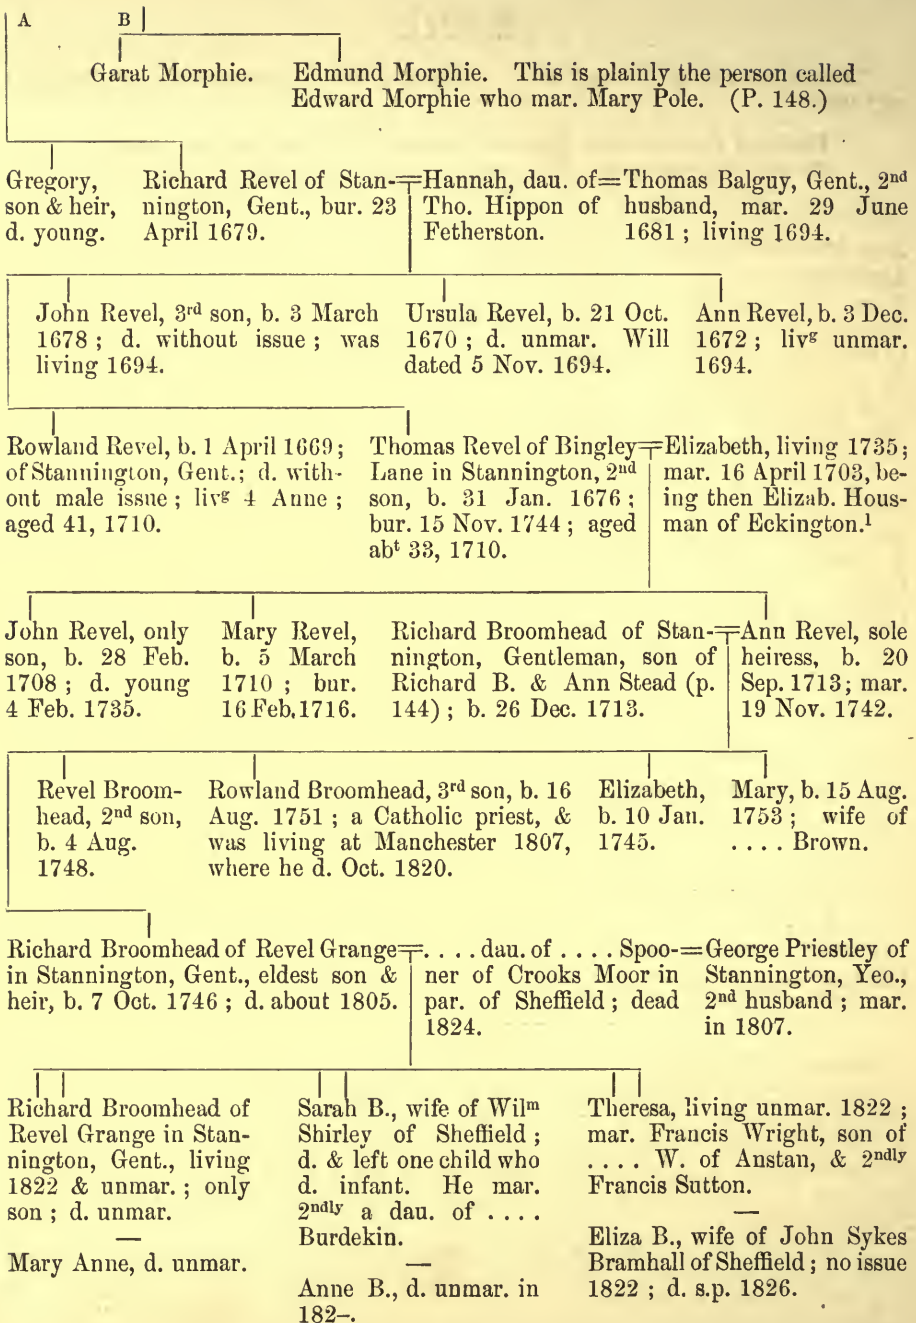 A B
Garat Morphie.
Edmund Morphie. This is plainly the person called
Edward Morphie who mar. Mary Pole. (P. 148.)
Gregory,
son & heir,
d. young.
Richard Revel of Stan-
nington, Gent., bur. 23
April 1679.
Hannah, dau. of
Tho. Hippon of
Fetherston.
Thomas Balguy, Gent., 2nd
husband, mar. 29 June
1681 ; living 1694.
John Revel, 3rd son, b. 3 March
1678 ; d. without issue ; was
living 1694.
Ursula Revel, b. 21 Oct.
1670 ; d. unmar. Will
dated 5 Nov. 1694.
Ann Revel, b. 3 Dec.
1672 ; livg unmar.
1694.
Rowland Revel, b. 1 April 1669 ;
of Stannington, Gent. ; d. with-
out male issue ; livg 4 Anne ;
aged 41, 1710.
Thomas Revel of Bingley
Lane in Stannington, 2nd
son, b. 31 Jan. 1676 ;
bur. 15 Nov. 1744 ; aged
abt 33, 1710.
Elizabeth, living 1735 ;
mar. 16 April 1703, be-
ing then Elizab. Hous-
man of Eckington.1
John Revel, only
son, b. 28 Feb.
1708 ; d. young
4 Feb. 1735.
Mary Revel,
b. 5 March
1710 ; bur.
16 Feb. 1716.
Richard Broomhead of Stan-
nington, Gentleman, son of
Richard B. & Ann Stead (p.
144) ; b. 26 Dec. 1713.
Ann Revel, sole
heiress, b. 20
Sep. 1713 ; mar.
19 Nov. 1742.
Revel Broom-
head, 2nd son,
b. 4 Aug.
1748.
Rowland Broomhead, 3rd son, b. 16
Aug. 1751 ; a Catholic priest, &
was living at Manchester 1807,
where he d. Oct. 1820.
Elizabeth,
b. 10 Jan.
1745.
Mary, b. 15 Aug.
1753 ; wife of
. . . . Brown.
Richard Broomhead of Revel Grange
in Stannington, Gent., eldest son &
heir, b. 7 Oct. 1746 ; d. about 1805.
. . . . dau. of . . . . Spoo-
ner of Crooks Moor in
par. of Sheffield ; dead
1824.
George Priestley of
Stannington, Yeo.,
2nd husband ; mar.
in 1807.
Richard Broomhead of
Revel Grange in Stan-
nington, Gent., living
1822 & unmar. ; only
son ; d. unmar.
—
Mary Anne, d. unmar.
Sarah B., wife of Wilm
Shirley of Sheffield ;
d. & left one child who
d. infant. He mar.
2ndly a dau. of . . . .
Burdekin.
—
Anne B., d. unmar. in
182–.
Theresa, living unmar. 1822 ;
mar. Francis Wright, son of
. . . . W. of Anstan, & 2ndly
Francis Sutton.
—
Eliza B., wife of John Sykes
Bramhall of Sheffield ; no issue
1822 ; d. s.p. 1826.